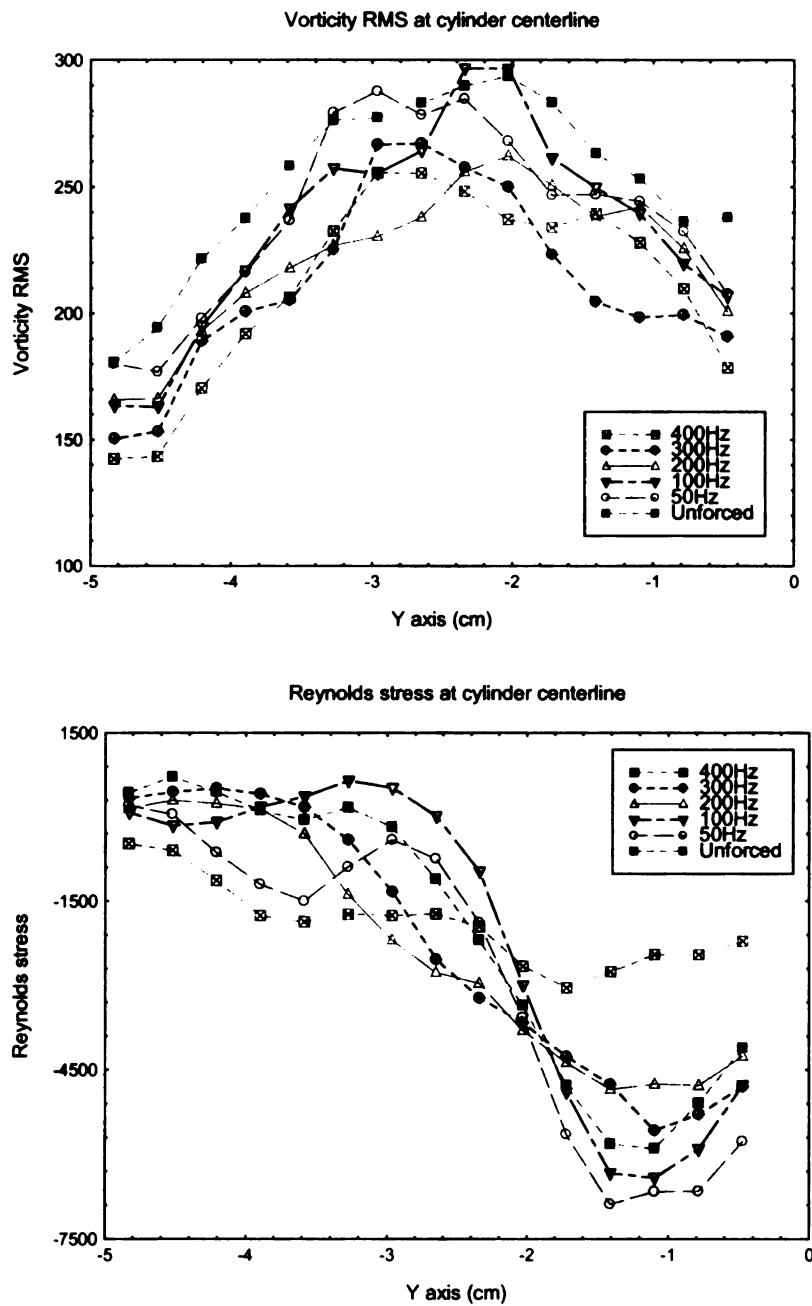 Vorticity RMS at cylinder centerline
300
250
200
150
100
Vorticity RMS
400Hz
300Hz
200Hz
100Hz
50Hz
Unforced
-5
-4
-3
-2
-1
0
Y axis (cm)
Reynolds stress at cylinder centerline
1500
-1500
-4500
-7500
Reynolds stress
400Hz
300Hz
200Hz
100Hz
50Hz
Unforced
-5
-4
-3
-2
-1
0
Y axis (cm)